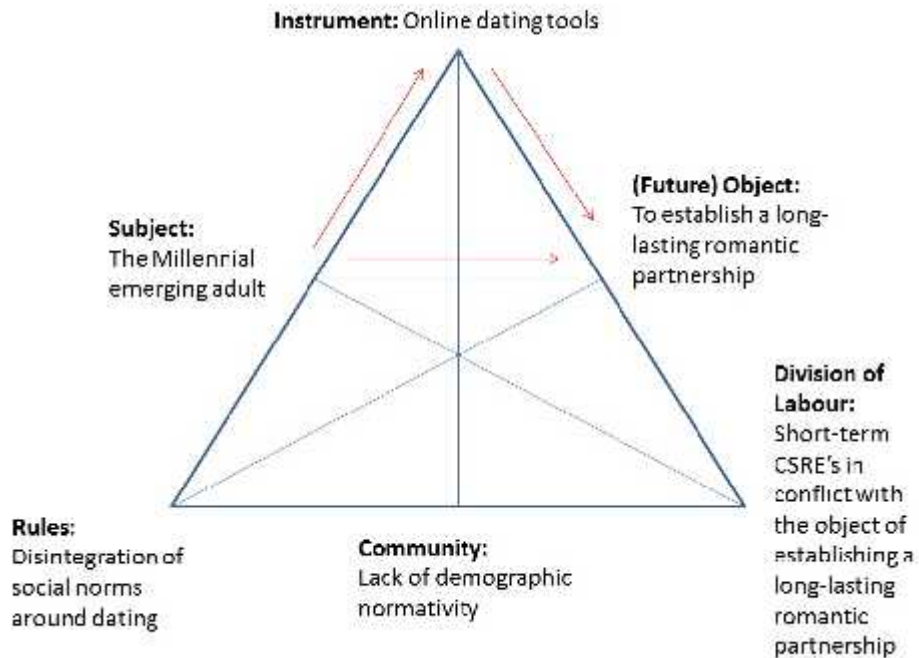 Instrument: Online dating tools
(Future) Object:
To establish a long-
lasting romantic
partnership
Subject:
The Millennial
emerging adult
Division of
Labour:
Short-term
CSRE's in
conflict with
the object of
establishing a
long-lasting
romantic
partnership
Rules:
Disintegration of
social norms
around dating
Community:
Lack of demographic
normativity